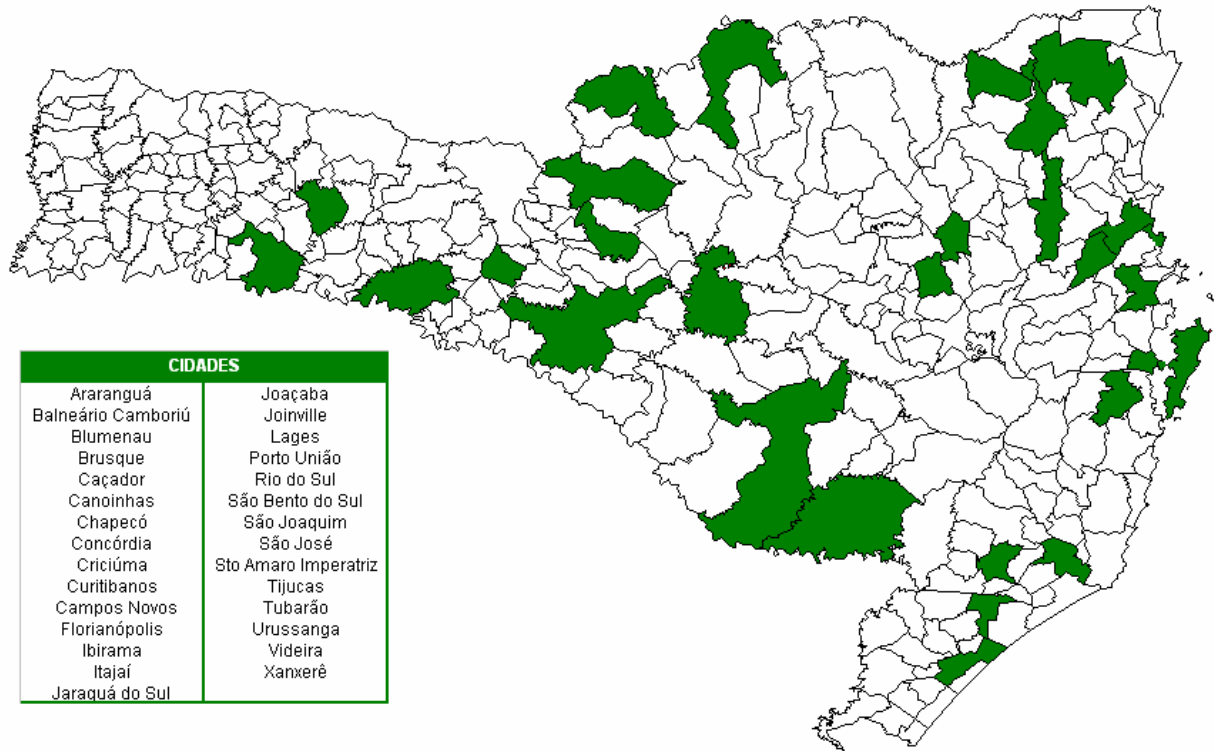 CIDADES
Araranguá
Balneário Camboriú
Blumenau
Brusque
Caçador
Canoinhas
Chapecó
Concórdia
Criciúma
Curitibanos
Campos Novos
Florianópolis
Ibirama
Itajaí
Jaraguá do Sul
Joaçaba
Joinville
Lages
Porto União
Rio do Sul
São Bento do Sul
São Joaquim
São José
Sto Amaro Imperatriz
Tijucas
Tubarão
Urussanga
Videira
Xanxerê